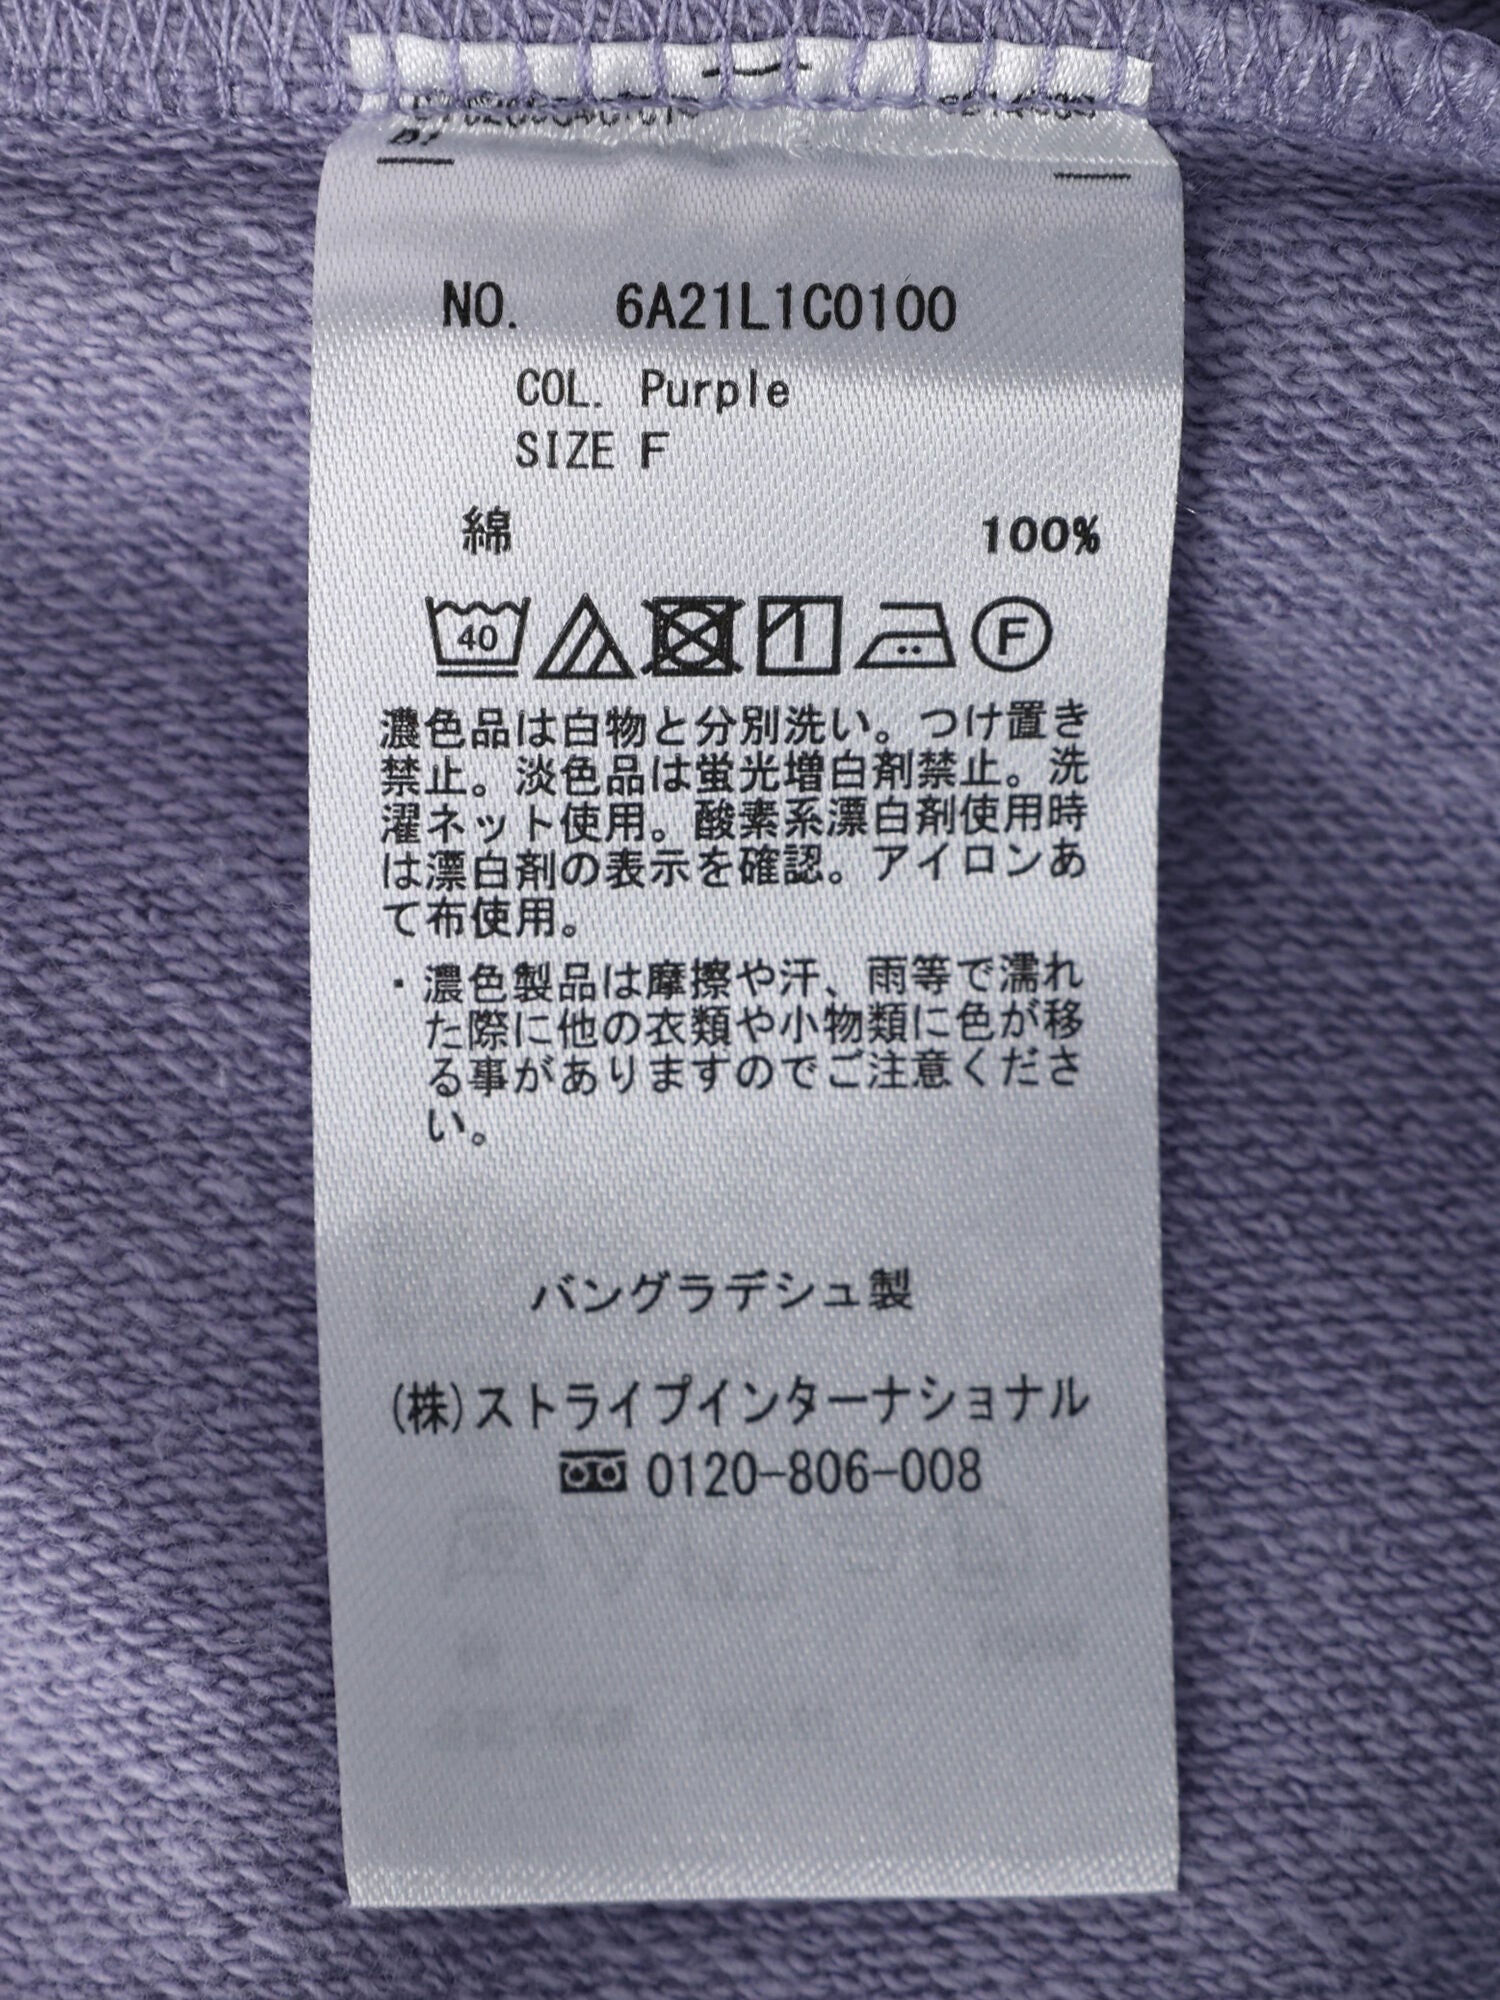 NO. 6A21L1C0100
COL. Purple
SIZE F
綿 100%
40 F
濃色品は白物と分別洗い。つけ置き
禁止。淡色品は蛍光増白剤禁止。洗
濯ネット使用。酸素系漂白剤使用時
は漂白剤の表示を確認。アイロンあ
て布使用。
・濃色製品は摩擦や汗、雨等で濡れ
た際に他の衣類や小物類に色が移
る事がありますのでご注意くださ
い。
バングラデシュ製
(株)ストライプインターナショナル
0120-806-008